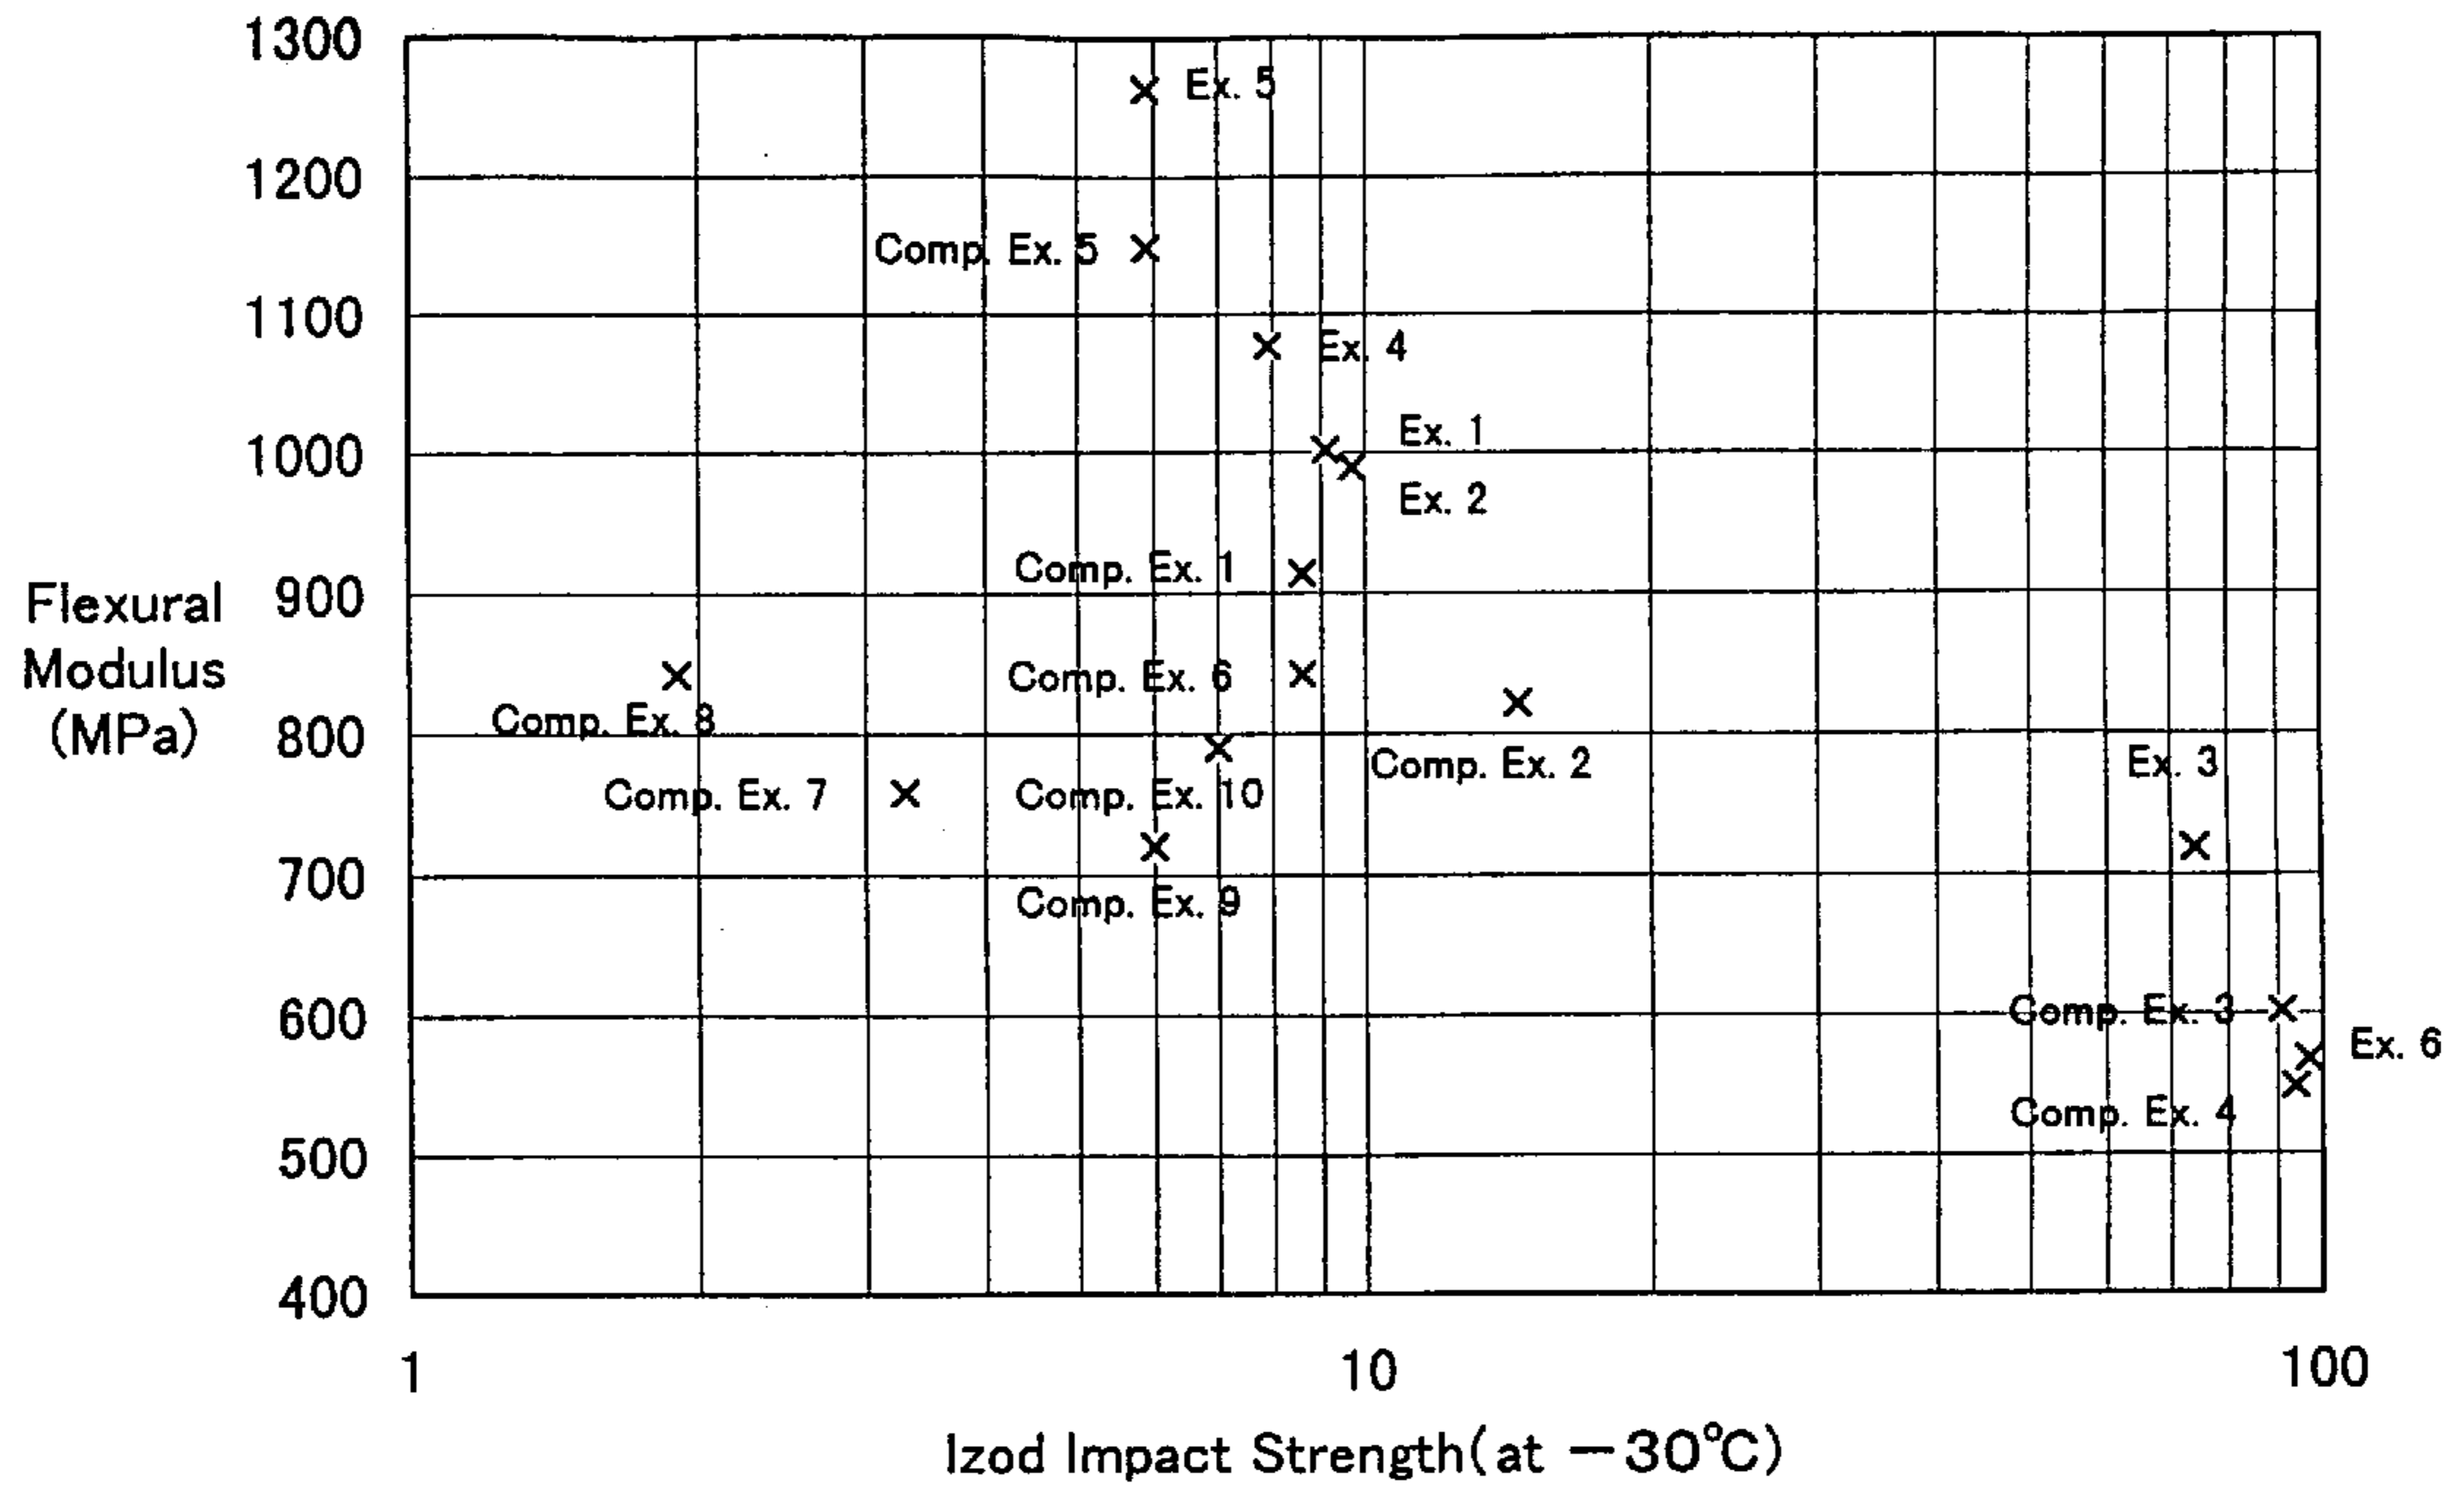 1300
Ex. 5
1200
Comp. Ex. 5
1100
Ex. 4
Ex. 1
1000
Ex. 2
Comp. Ex. 1
900
Flexural
Modulus
(MPa)
Comp. Ex. 6
Comp. Ex. 8
800
Comp. Ex. 2
Ex. 3
Comp. Ex. 7
Comp. Ex. 10
700
Comp. Ex. 9
600
Comp. Ex. 3
Ex. 6
Comp. Ex. 4
500
400
1
10
100
Izod Impact Strength(at －30℃)